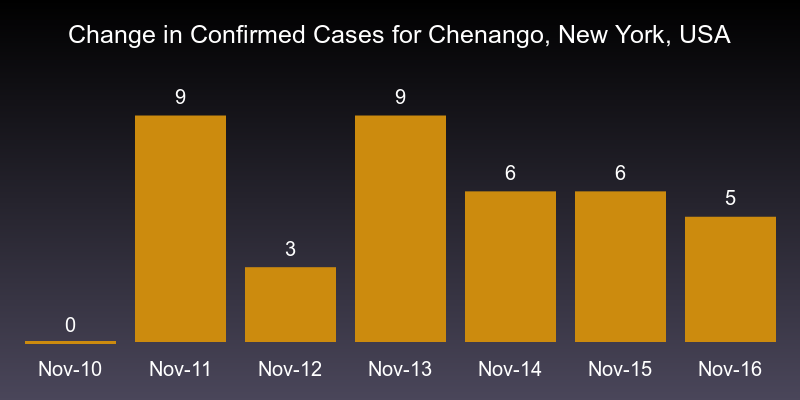 Change in Confirmed Cases for Chenango, New York, USA
9
9
6
6
5
3
0
Nov-10
Nov-11
Nov-12
Nov-13
Nov-14
Nov-15
Nov-16